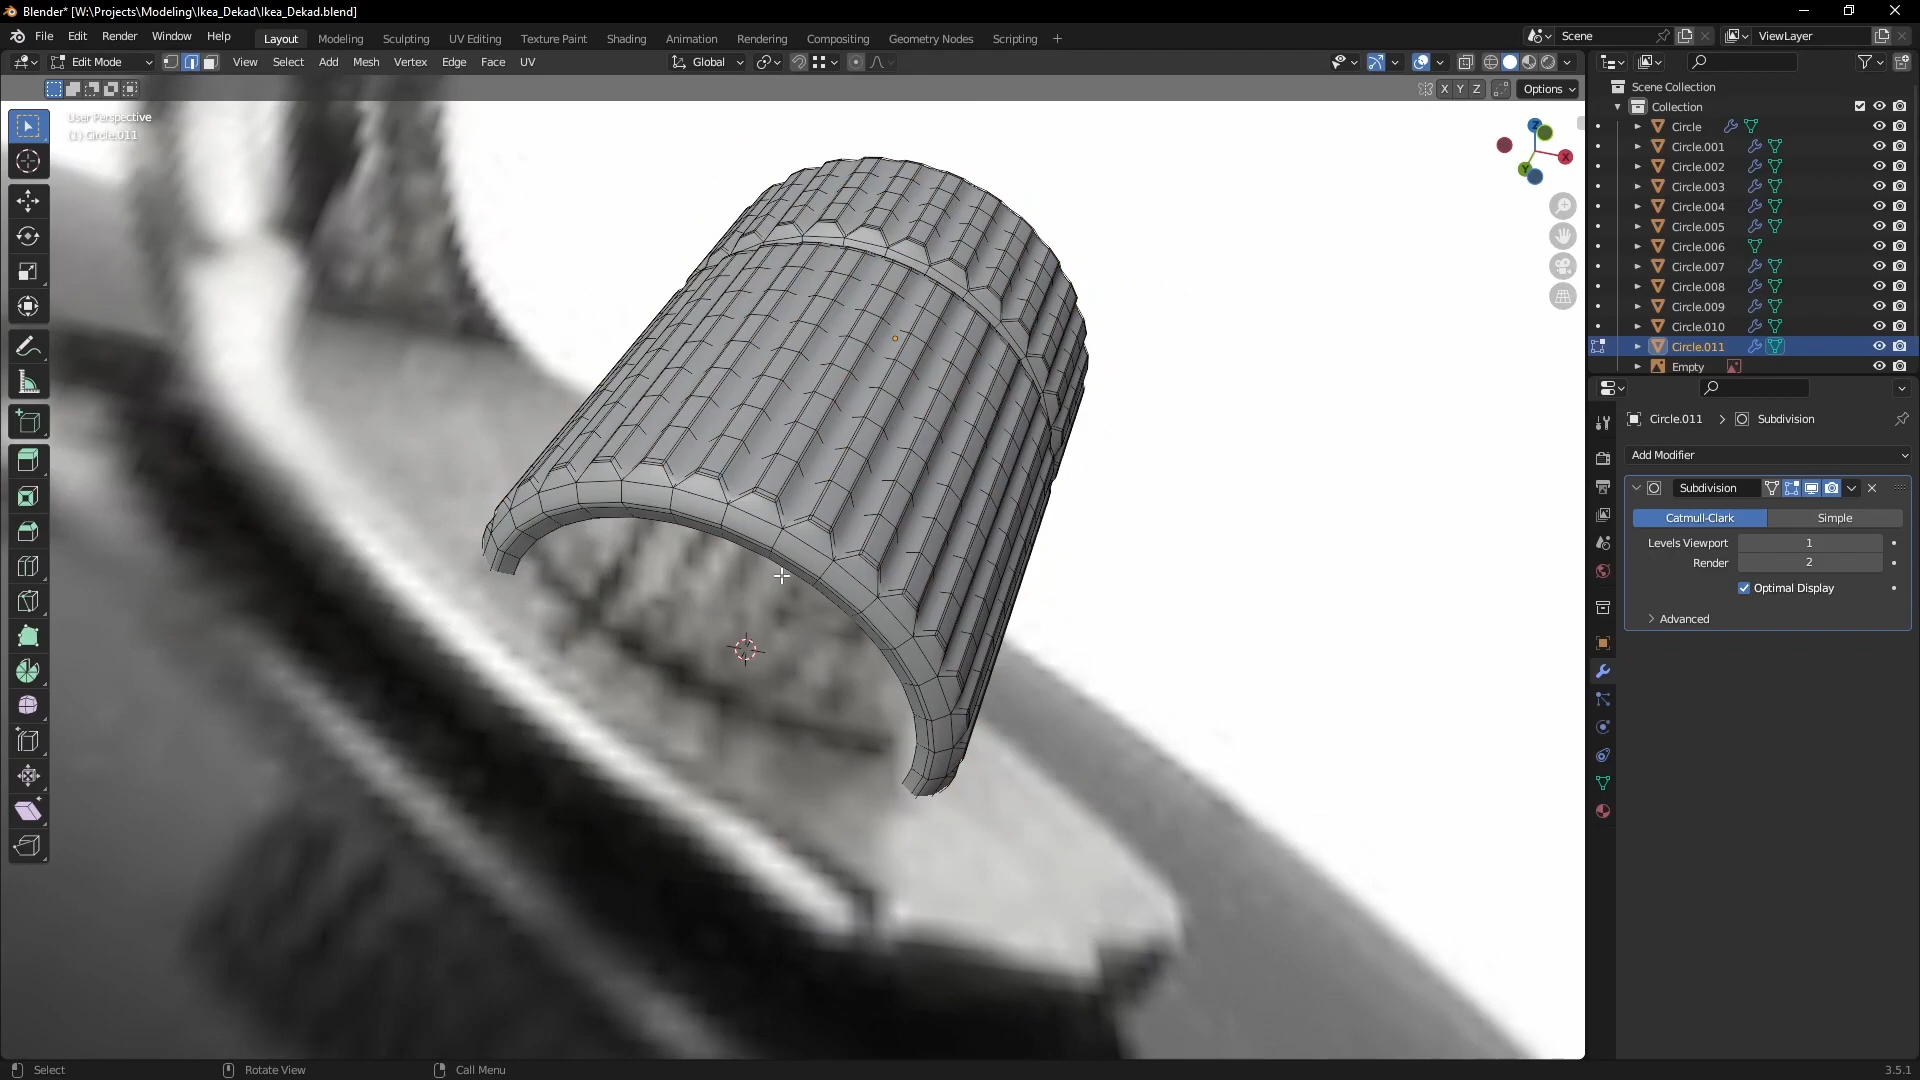 Blender* [W:\Projects\Modeling\Ikea_Dekad\Ikea_Dekad.blend]
File Edit Render Window Help
Layout Modeling Sculpting UV Editing Texture Paint Shading Animation Rendering Compositing Geometry Nodes Scripting +
Scene
ViewLayer
Edit Mode
View Select Add Mesh Vertex Edge Face UV
Global
X Y Z
Options
User Perspective
(1) Circle.011
Z
X
Y
Scene Collection
Collection
Circle
Circle.001
Circle.002
Circle.003
Circle.004
Circle.005
Circle.006
Circle.007
Circle.008
Circle.009
Circle.010
Circle.011
Empty
Circle.011 > Subdivision
Add Modifier
Subdivision
Catmull-Clark Simple
Levels Viewport 1
Render 2
Optimal Display
Advanced
Select Rotate View Call Menu
3.5.1